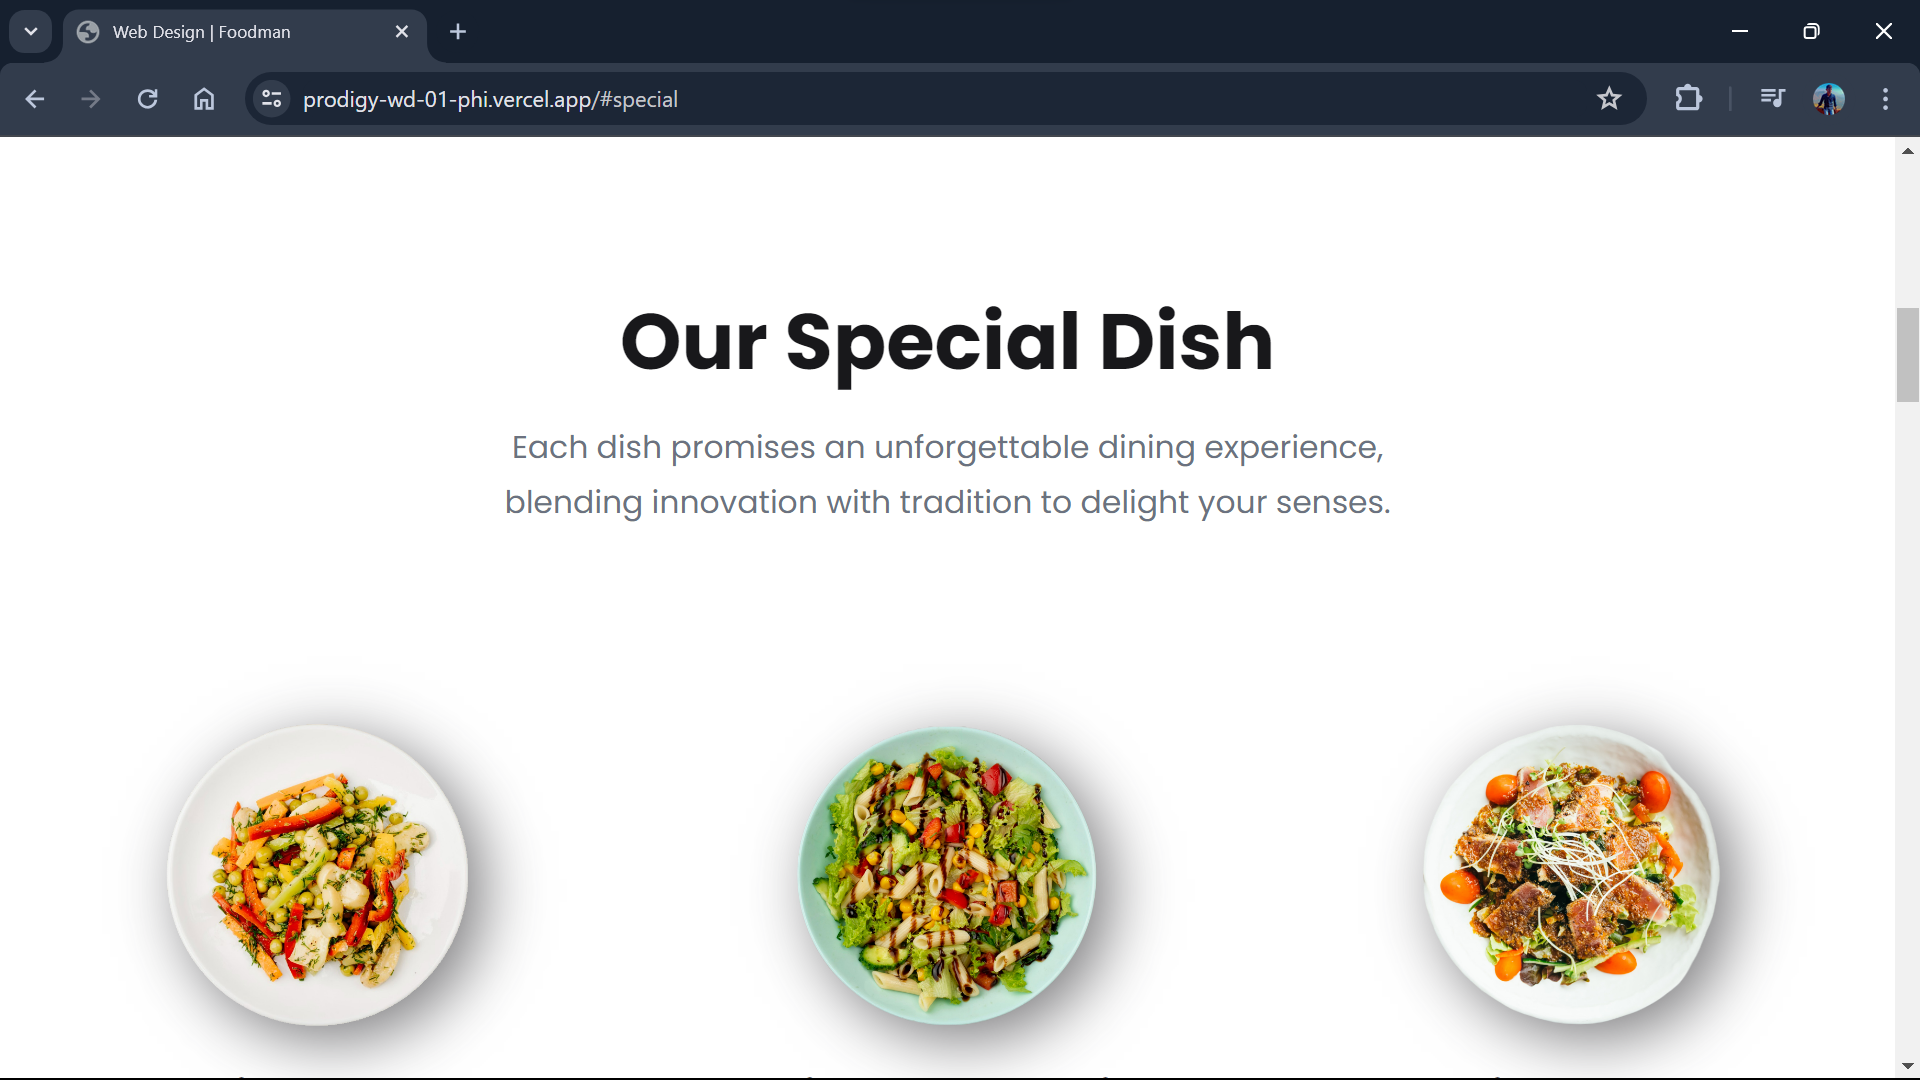 Web Design | Foodman
prodigy-wd-01-phi.vercel.app/#special
Our Special Dish
Each dish promises an unforgettable dining experience,
blending innovation with tradition to delight your senses.